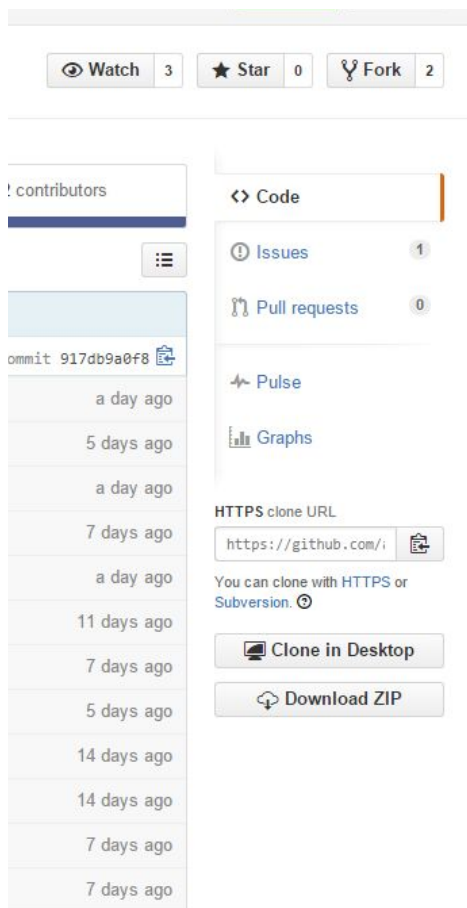 Watch 3 Star 0 Fork 2
contributors
Code
Issues 1
Pull requests 0
Pulse
Graphs
917db9a0f8
a day ago
5 days ago
a day ago
7 days ago
a day ago
11 days ago
7 days ago
5 days ago
14 days ago
14 days ago
7 days ago
7 days ago
HTTPS clone URL
https://github.com/
You can clone with HTTPS or
Subversion.
Clone in Desktop
Download ZIP